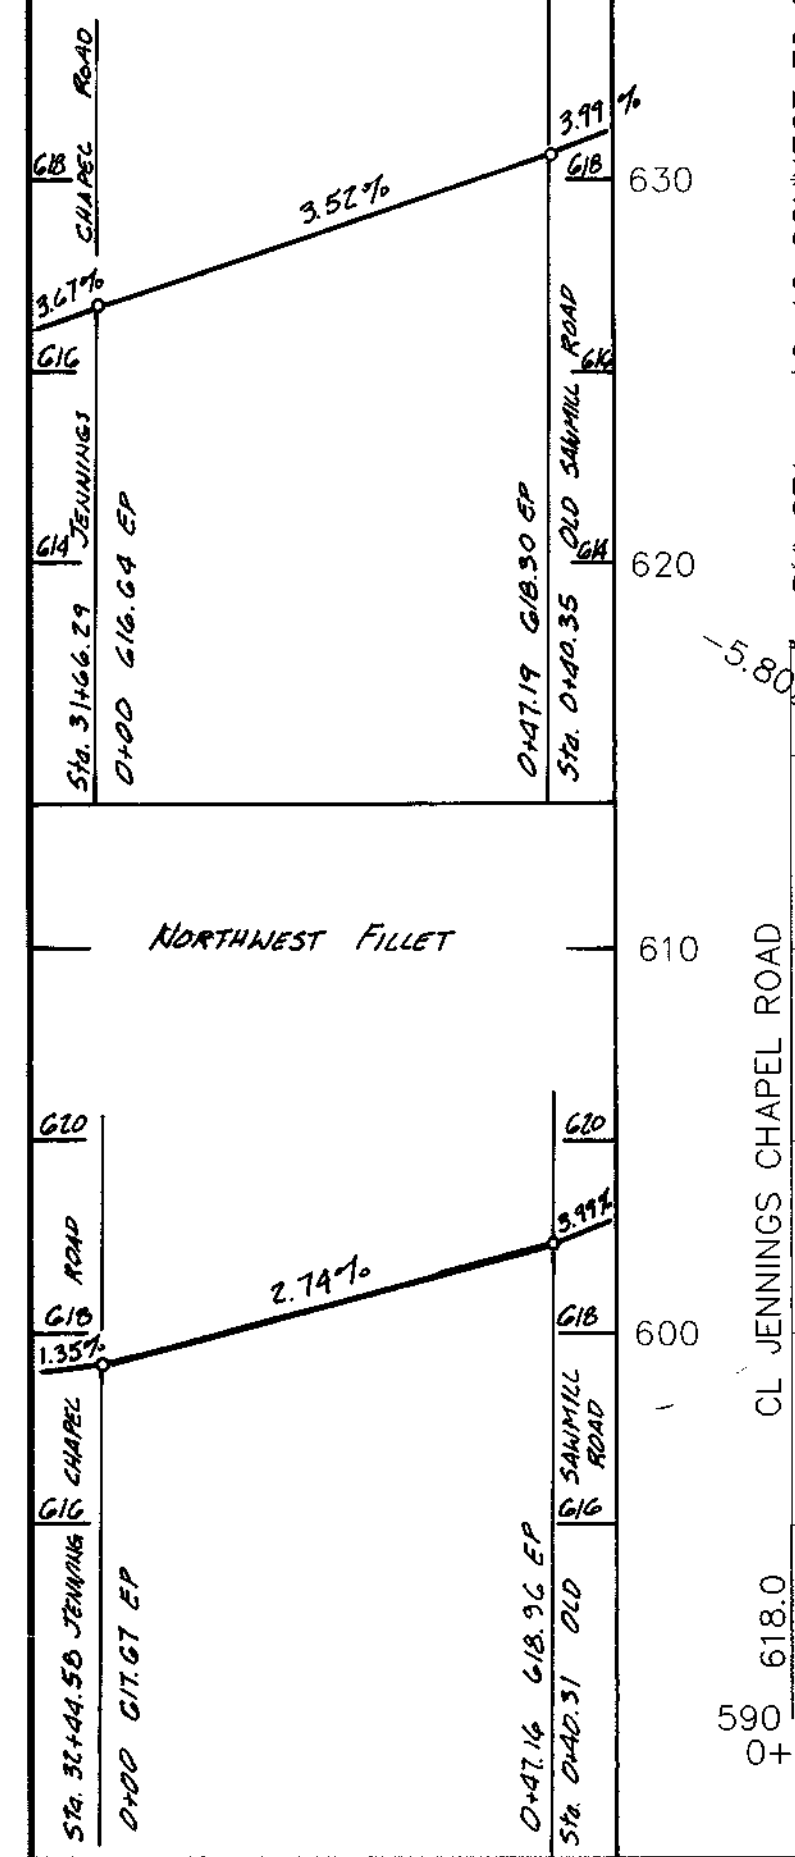 CHAPEL ROAD
618
3.67%
616
JENNINGS
614
Sta. 31+66.29
0+00 616.64 EP
3.52%
3.99 %
618
630
OLD SAWMILL ROAD
616
614
620
0+47.19 618.30 EP
Sta. 0+40.35
-5.80
NORTHWEST FILLET
610
620
ROAD
618
1.35%
CHAPEL
616
Sta. 32+44.58 JENNING
0+00 617.67 EP
2.74%
620
3.99%
618
600
SAWMILL
ROAD
616
0+47.16 618.96 EP
Sta. 0+40.31 OLD
CL JENNINGS CHAPEL ROAD
618.0
590
0+